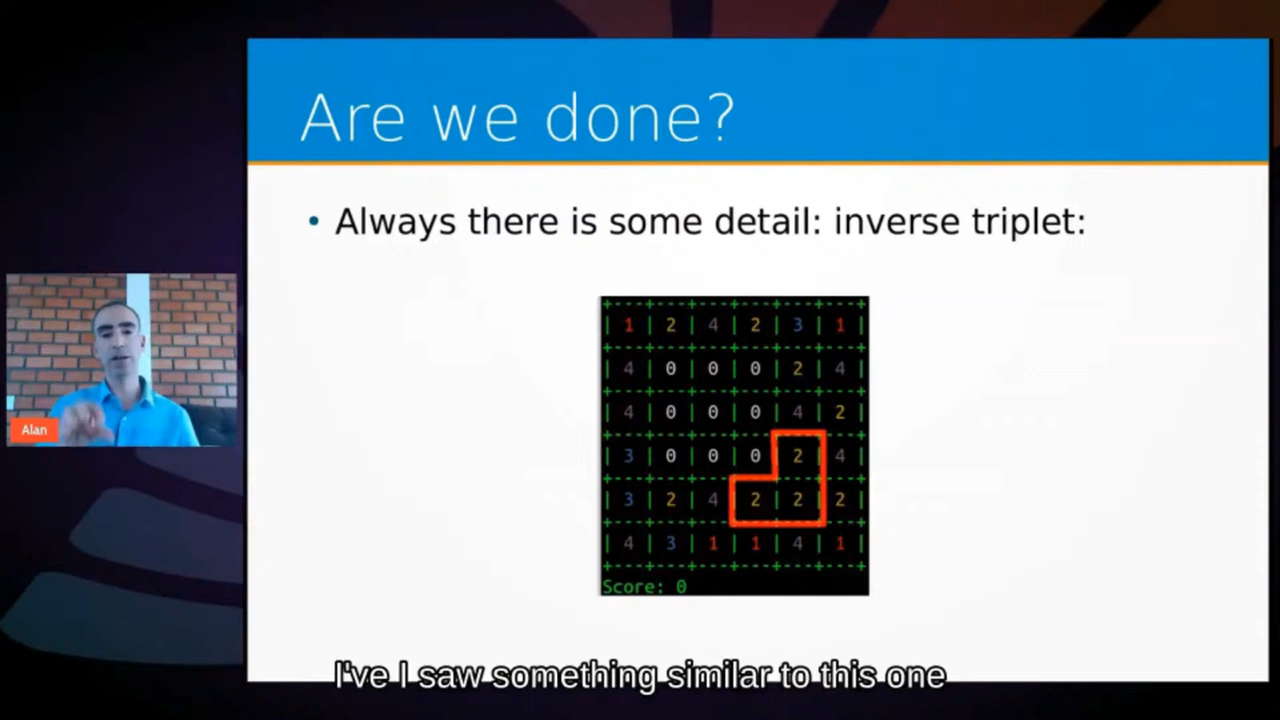 Are we done?
• Always there is some detail: inverse triplet:
+---+---+---+---+---+---+
| 1 | 2 | 4 | 2 | 3 | 1 |
+---+---+---+---+---+---+
| 4 | 0 | 0 | 0 | 2 | 4 |
+---+---+---+---+---+---+
| 4 | 0 | 0 | 0 | 4 | 2 |
+---+---+---+---+---+---+
| 3 | 0 | 0 | 0 | 2 | 4 |
+---+---+---+---+---+---+
| 3 | 2 | 4 | 2 | 2 | 2 |
+---+---+---+---+---+---+
| 4 | 3 | 1 | 1 | 4 | 1 |
+---+---+---+---+---+---+
Score: 0
Alan
I've I saw something similar to this one